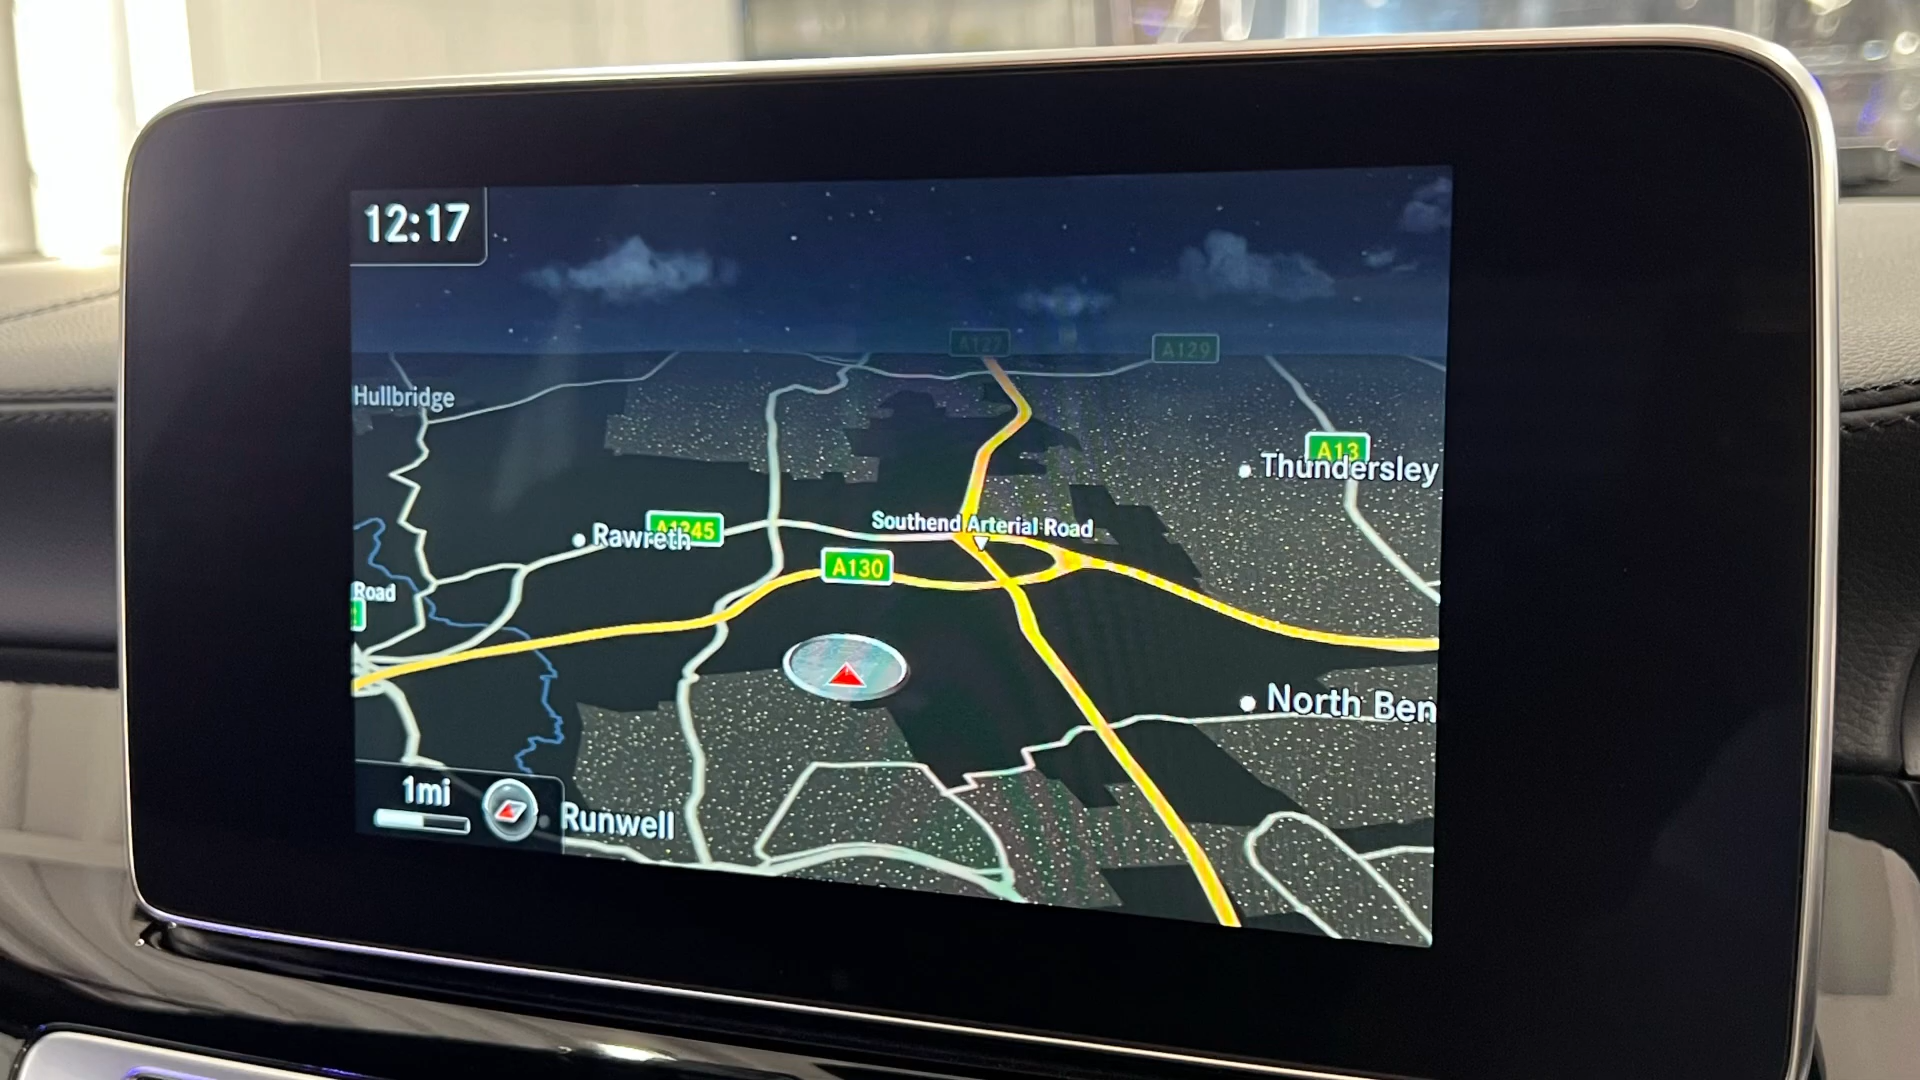 12:17
A127
A129
Hullbridge
A13
Thundersley
Southend Arterial Road
A1245
Rawreth
A130
Road
North Ben
1mi
Runwell